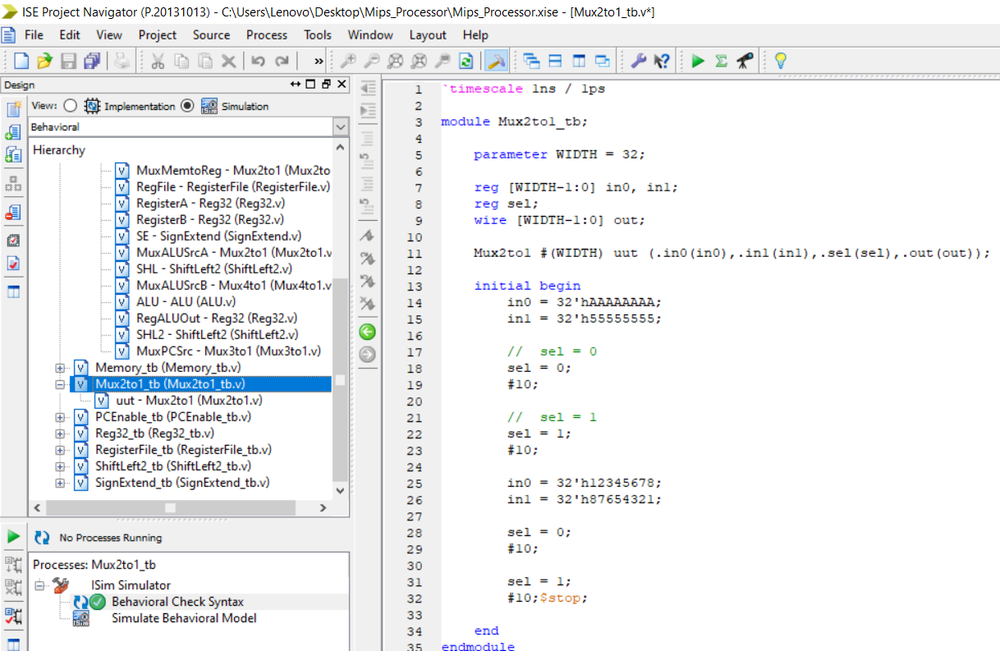 ISE Project Navigator (P.20131013) - C:\Users\Lenovo\Desktop\Mips_Processor\Mips_Processor.xise - [Mux2to1_tb.v*]
File Edit View Project Source Process Tools Window Layout Help
Design
View: Implementation Simulation
Behavioral
Hierarchy
MuxMemtoReg - Mux2to1 (Mux2to
RegFile - RegisterFile (RegisterFile.v)
RegisterA - Reg32 (Reg32.v)
RegisterB - Reg32 (Reg32.v)
SE - SignExtend (SignExtend.v)
MuxALUSrcA - Mux2to1 (Mux2to1.v
SHL - ShiftLeft2 (ShiftLeft2.v)
MuxALUSrcB - Mux4to1 (Mux4to1.v
ALU - ALU (ALU.v)
RegALUOut - Reg32 (Reg32.v)
SHL2 - ShiftLeft2 (ShiftLeft2.v)
MuxPCSrc - Mux3to1 (Mux3to1.v)
Memory_tb (Memory_tb.v)
Mux2to1_tb (Mux2to1_tb.v)
uut - Mux2to1 (Mux2to1.v)
PCEnable_tb (PCEnable_tb.v)
Reg32_tb (Reg32_tb.v)
RegisterFile_tb (RegisterFile_tb.v)
ShiftLeft2_tb (ShiftLeft2_tb.v)
SignExtend_tb (SignExtend_tb.v)
No Processes Running
Processes: Mux2to1_tb
ISim Simulator
Behavioral Check Syntax
Simulate Behavioral Model
1 `timescale 1ns / 1ps
2
3 module Mux2to1_tb;
4
5 parameter WIDTH = 32;
6
7 reg [WIDTH-1:0] in0, in1;
8 reg sel;
9 wire [WIDTH-1:0] out;
10
11 Mux2to1 #(WIDTH) uut (.in0(in0),.in1(in1),.sel(sel),.out(out));
12
13 initial begin
14 in0 = 32'hAAAAAAAA;
15 in1 = 32'h55555555;
16
17 // sel = 0
18 sel = 0;
19 #10;
20
21 // sel = 1
22 sel = 1;
23 #10;
24
25 in0 = 32'h12345678;
26 in1 = 32'h87654321;
27
28 sel = 0;
29 #10;
30
31 sel = 1;
32 #10;$stop;
33
34 end
35 endmodule